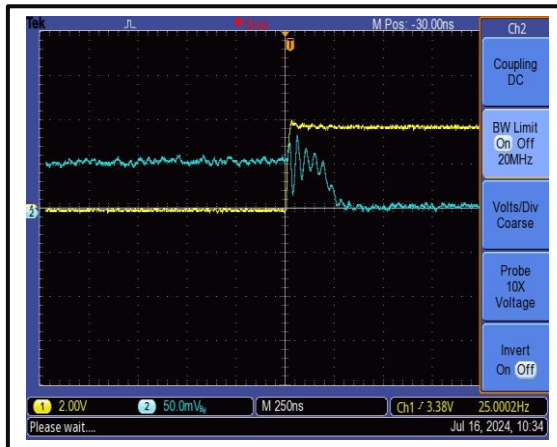 Tek
M Pos: -30.00ns
T
Ch2
Coupling
DC
BW Limit
On Off
20MHz
Volts/Div
Coarse
Probe
10X
Voltage
Invert
On Off
2
1 2.00V
2 50.0mV
M 250ns
Ch1 3.38V
25.0002Hz
Please wait....
Jul 16, 2024, 10:34